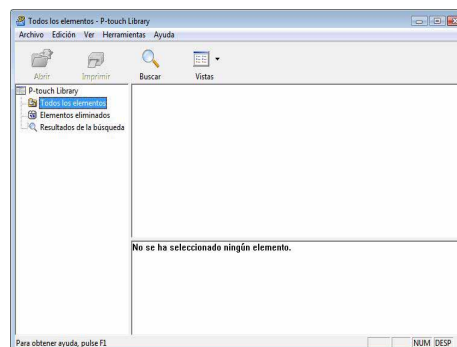 Todos los elementos - P-touch Library
Archivo Edición Ver Herramientas Ayuda
Abrir Imprimir Buscar Vistas
P-touch Library
Todos los elementos
Elementos eliminados
Resultados de la búsqueda
No se ha seleccionado ningún elemento.
Para obtener ayuda, pulse F1 NUM DESP